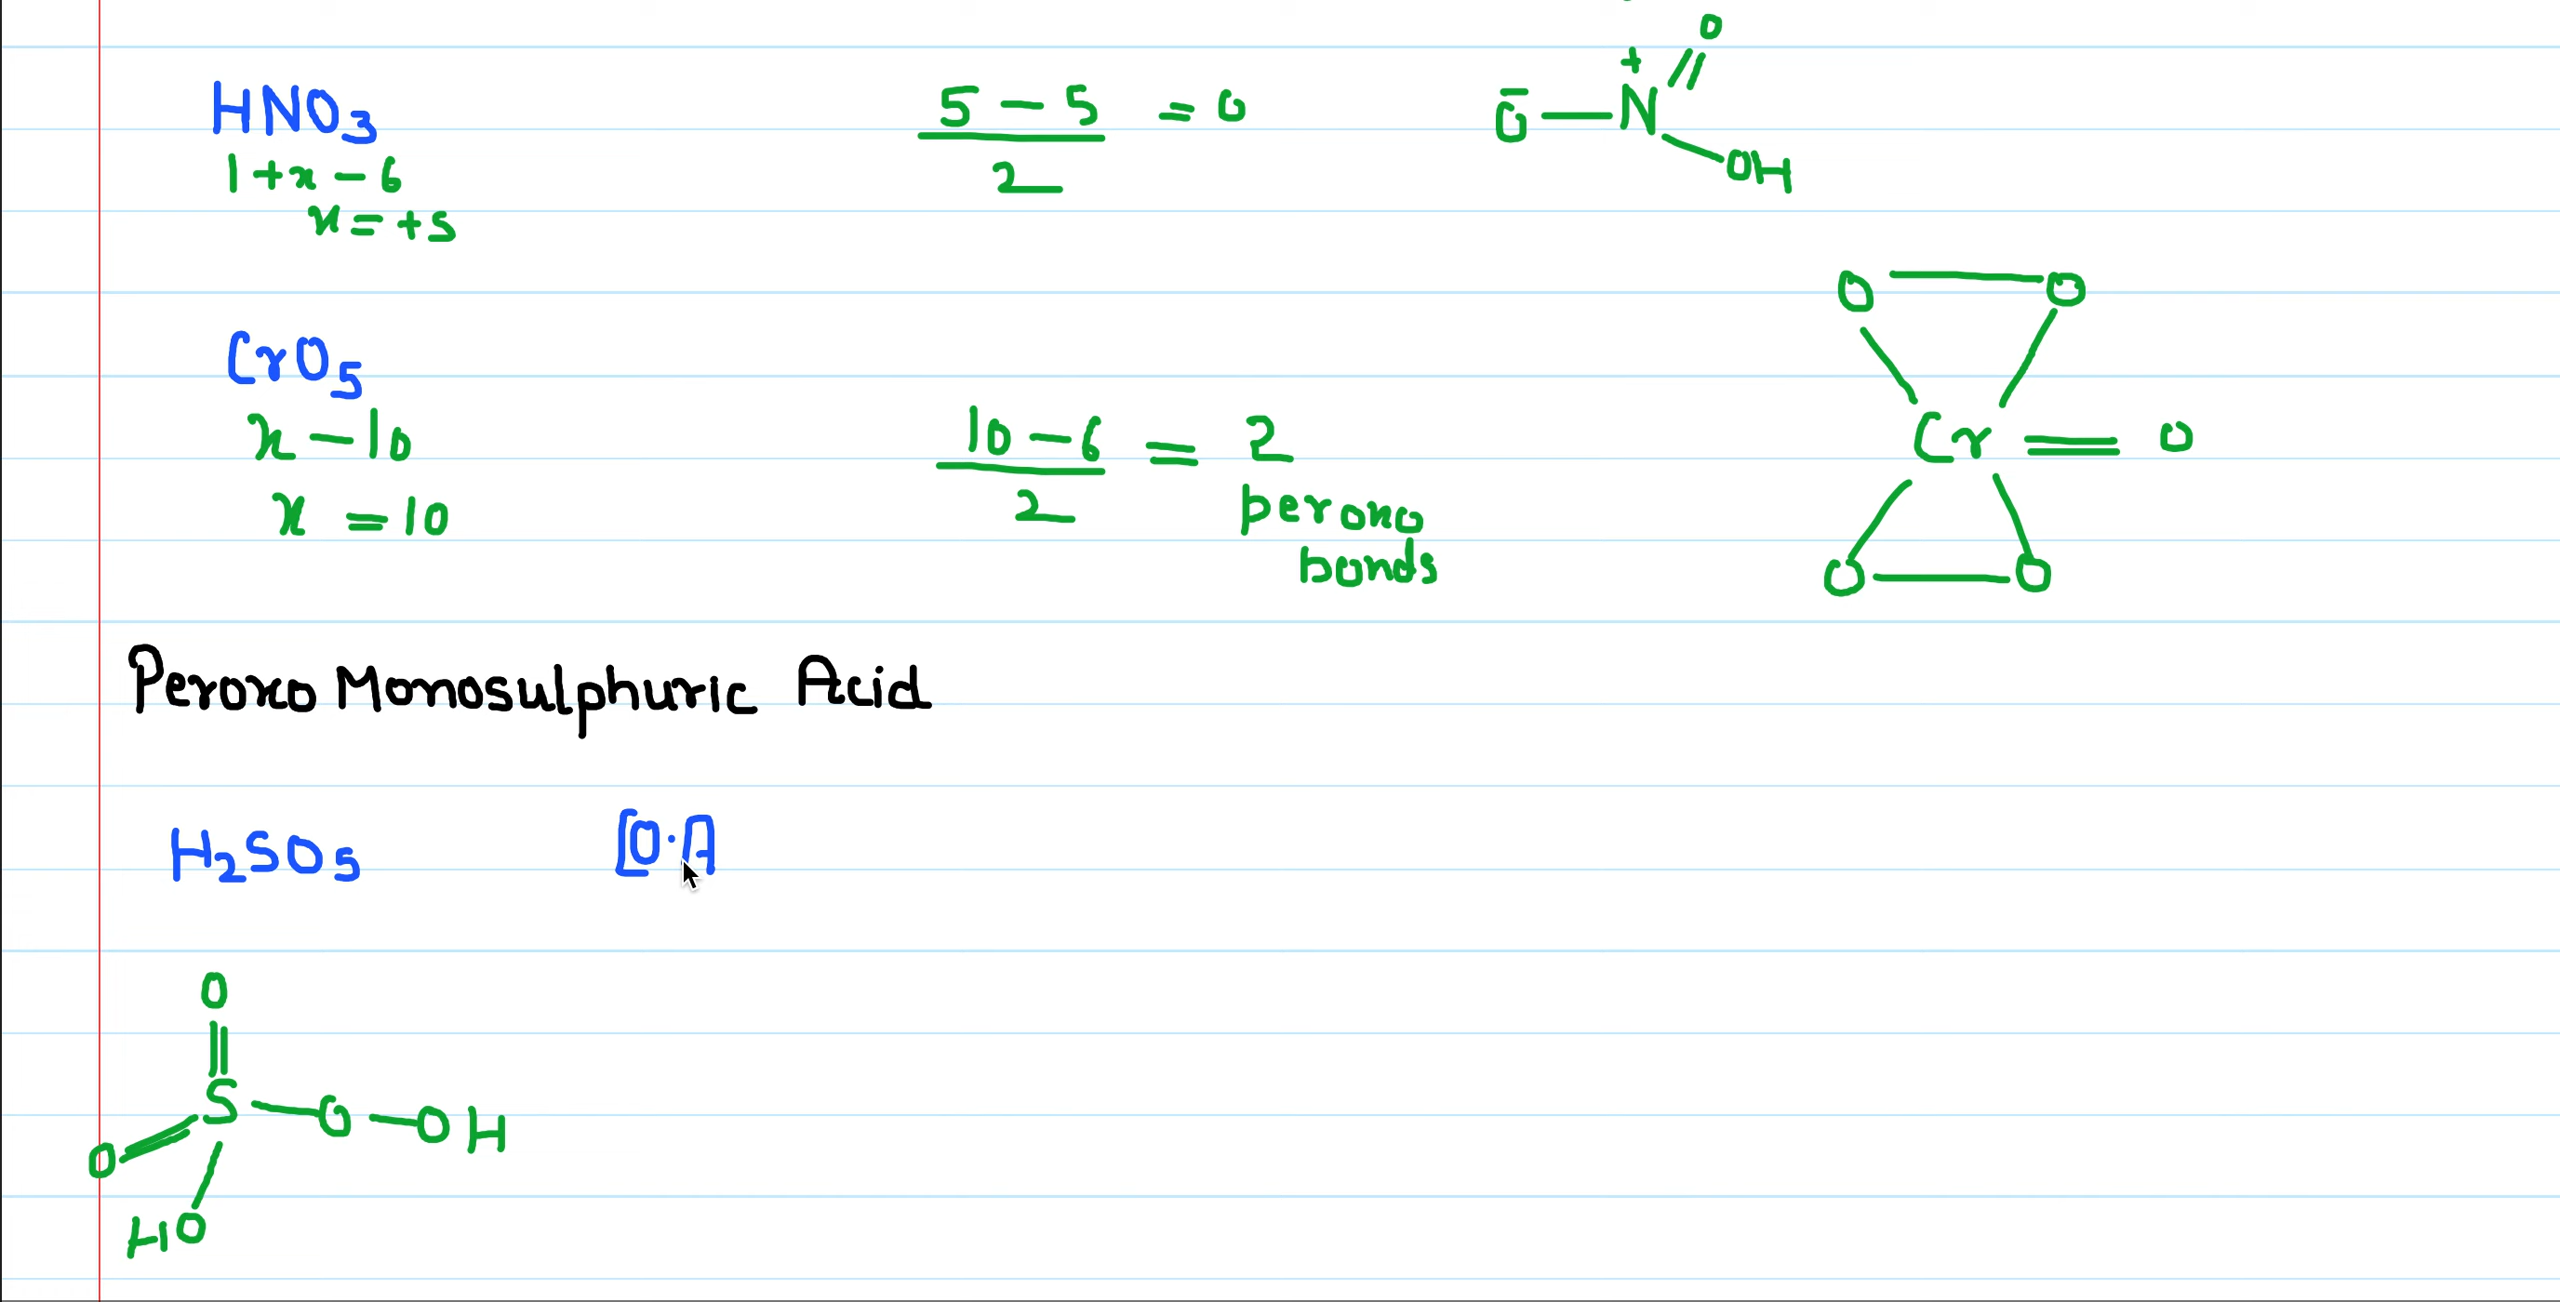 HNO3
1+x-6
x=+5
5-5 =0
2
O
+
Ō—N
OH
CrO5
x-10
x=10
10-6 = 2
2
peroxo
bonds
O—O
Cr=O
O—O
Peroxo Monosulphuric Acid
H2SO5 [O.A
O
S—O—OH
O
HO